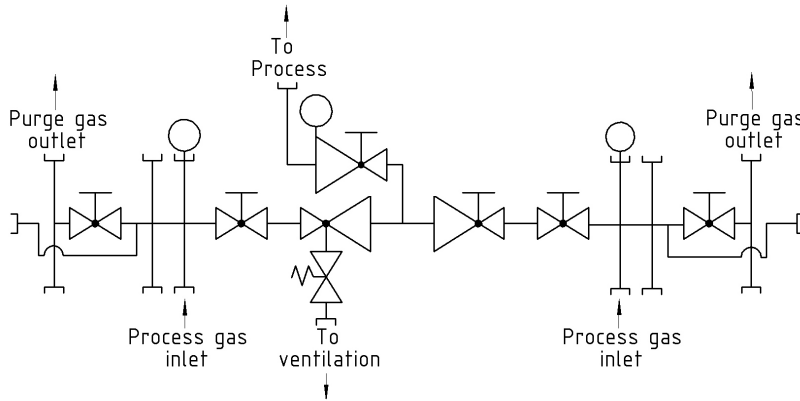 To
Process
Purge gas
outlet
Purge gas
outlet
Process gas
inlet
To
ventilation
Process gas
inlet